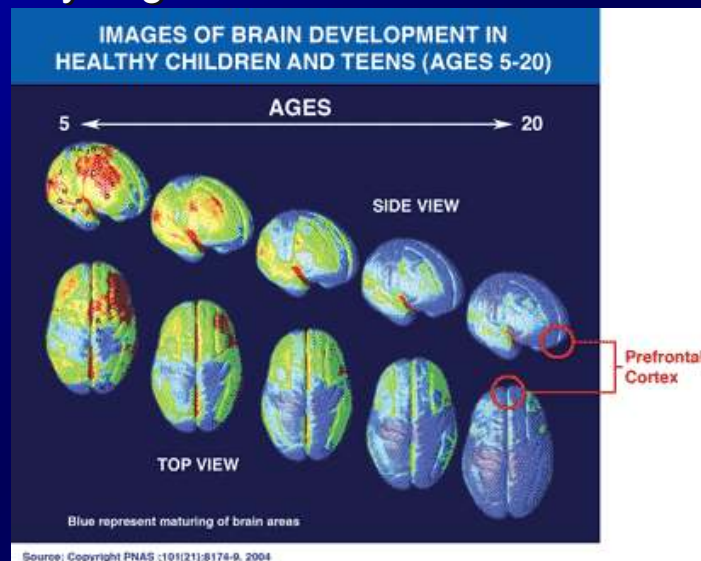 IMAGES OF BRAIN DEVELOPMENT IN
HEALTHY CHILDREN AND TEENS (AGES 5-20)
AGES
5
20
SIDE VIEW
Prefrontal
Cortex
TOP VIEW
Blue represent maturing of brain areas
Source: Copyright PNAS :101(21):8174-9, 2004